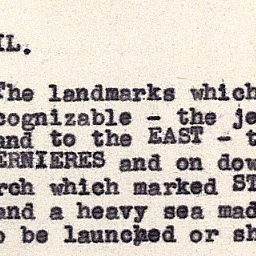 IL.
The landmarks which
cognizable - the je
and to the EAST - t
ERNIERES and on dow
rch which marked ST
and a heavy sea mad
o be launched or sh